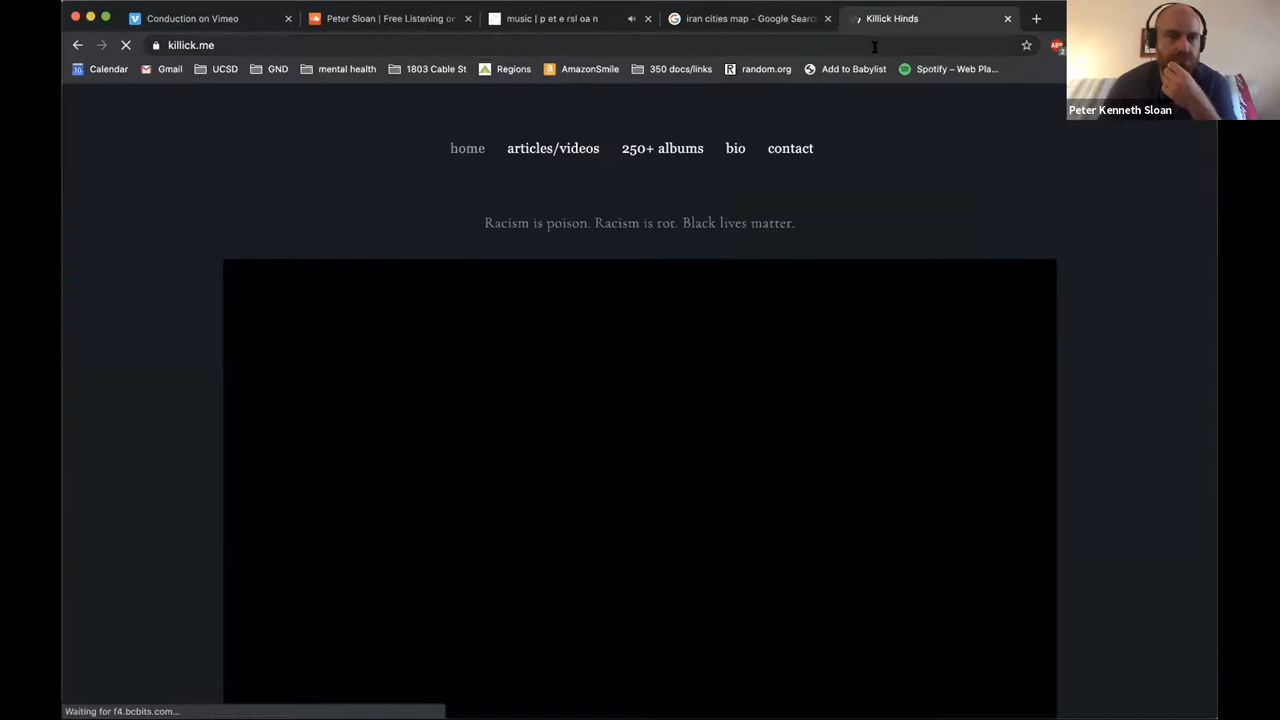 Conduction on Vimeo
Peter Sloan | Free Listening on
music | p et e rsl oa n
iran cities map - Google Search
Killick Hinds
killick.me
Calendar
Gmail
UCSD
GND
mental health
1803 Cable St
Regions
AmazonSmile
350 docs/links
random.org
Add to Babylist
Spotify – Web Pla...
ABP
2
Peter Kenneth Sloan
home
articles/videos
250+ albums
bio
contact
Racism is poison. Racism is rot. Black lives matter.
Waiting for f4.bcbits.com...